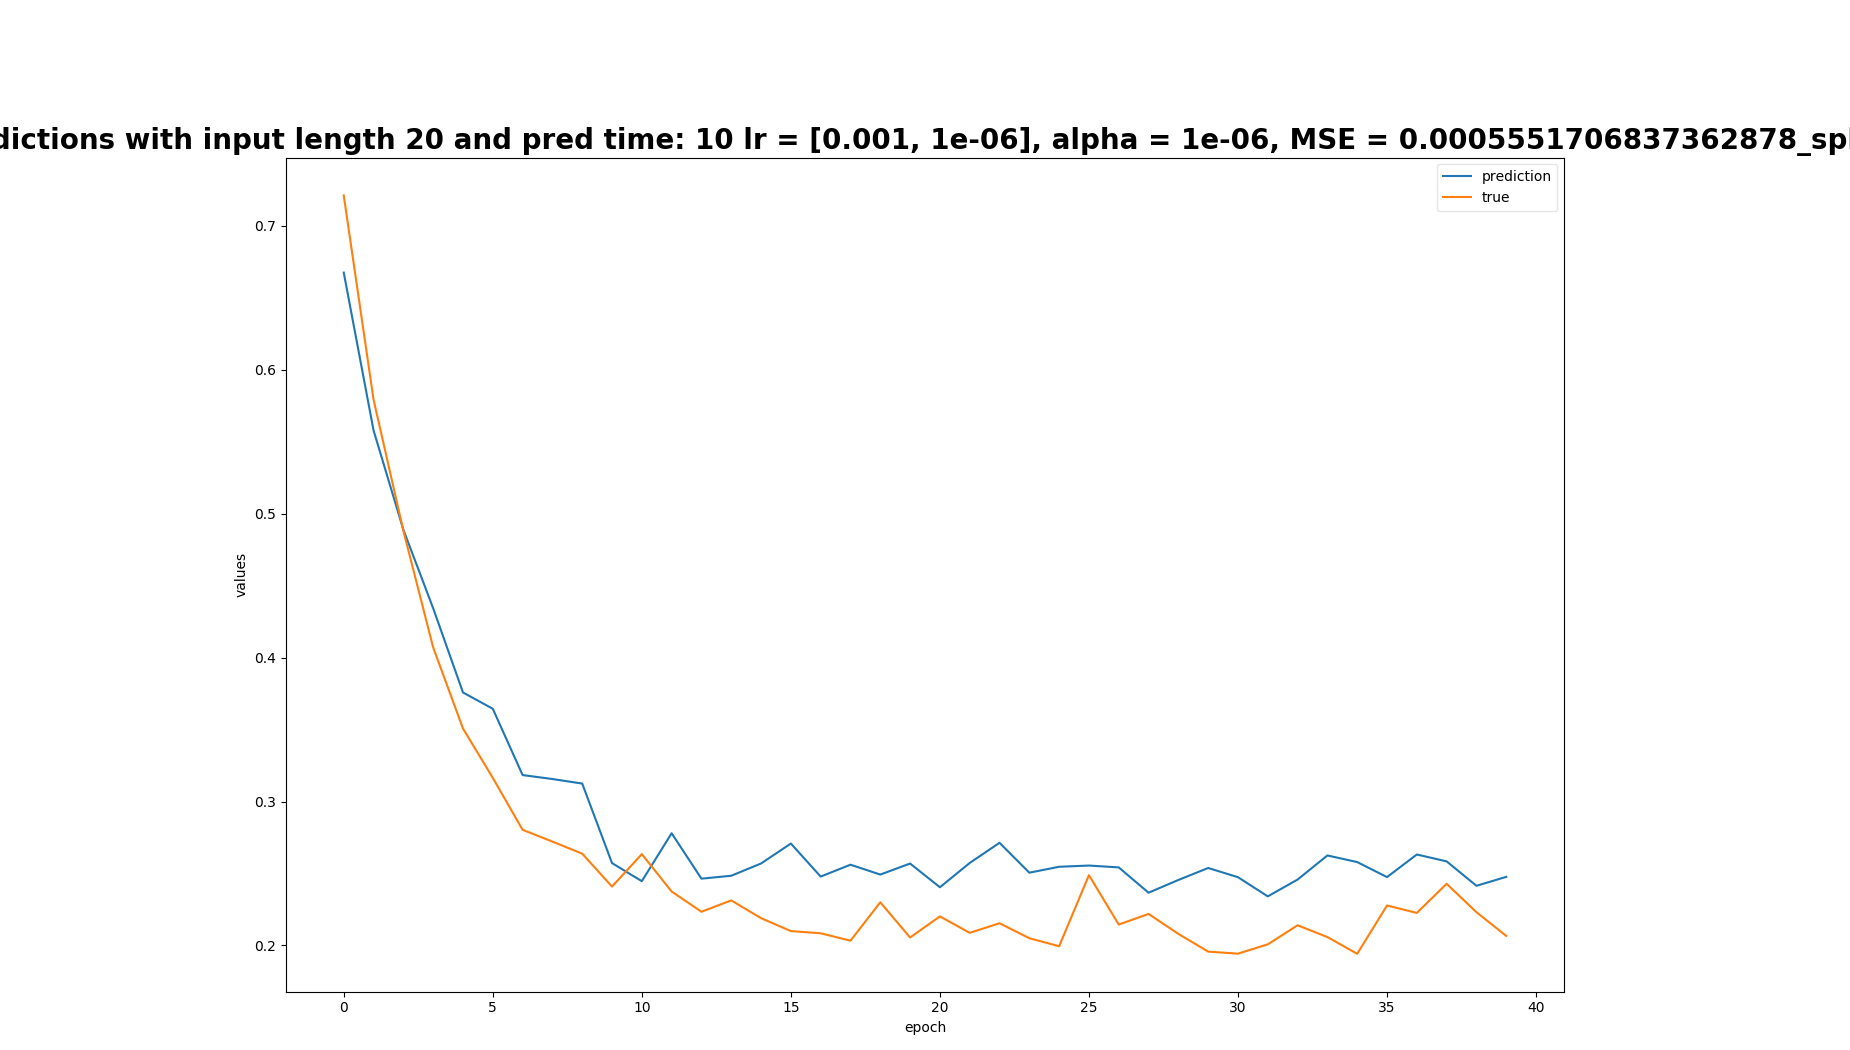 dictions with input length 20 and pred time: 10 lr = [0.001, 1e-06], alpha = 1e-06, MSE = 0.0005551706837362878_spl
prediction
true
0.7
0.6
0.5
0.4
0.3
0.2
values
0 5 10 15 20 25 30 35 40
epoch